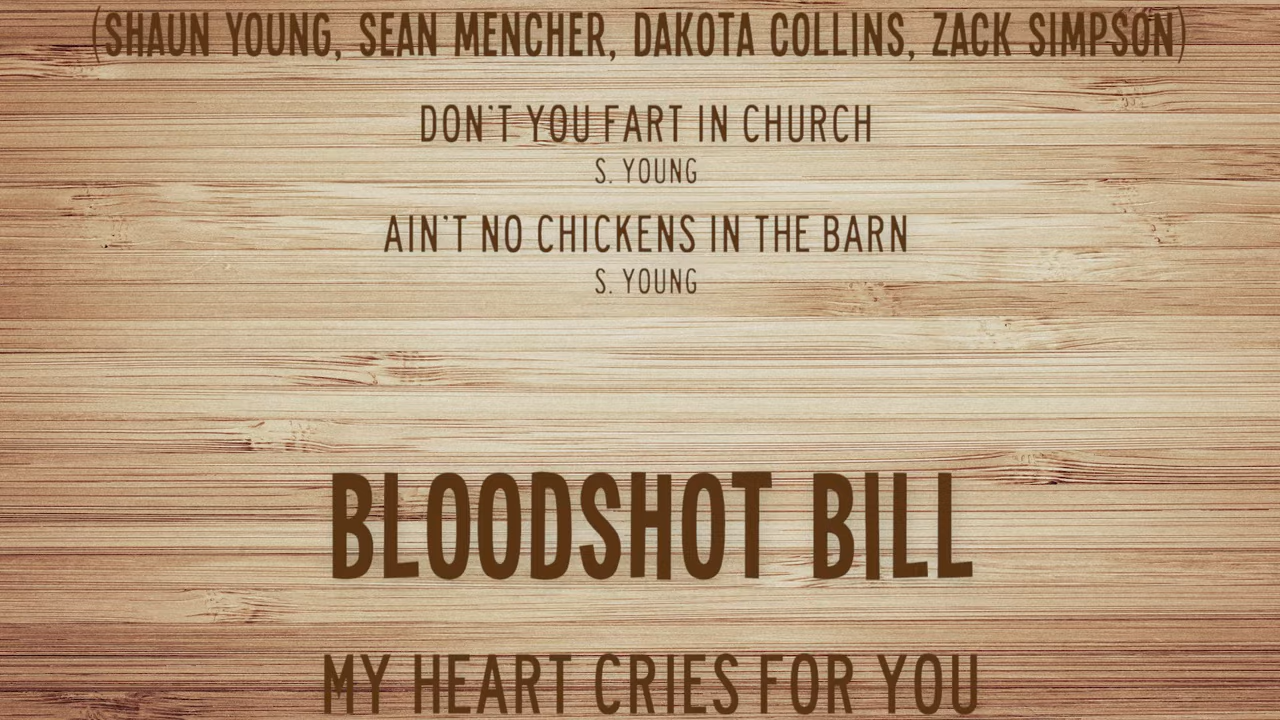 (SHAUN YOUNG, SEAN MENCHER, DAKOTA COLLINS, ZACK SIMPSON)
DON'T YOU FART IN CHURCH
S. YOUNG
AIN'T NO CHICKENS IN THE BARN
S. YOUNG
BLOODSHOT BILL
MY HEART CRIES FOR YOU